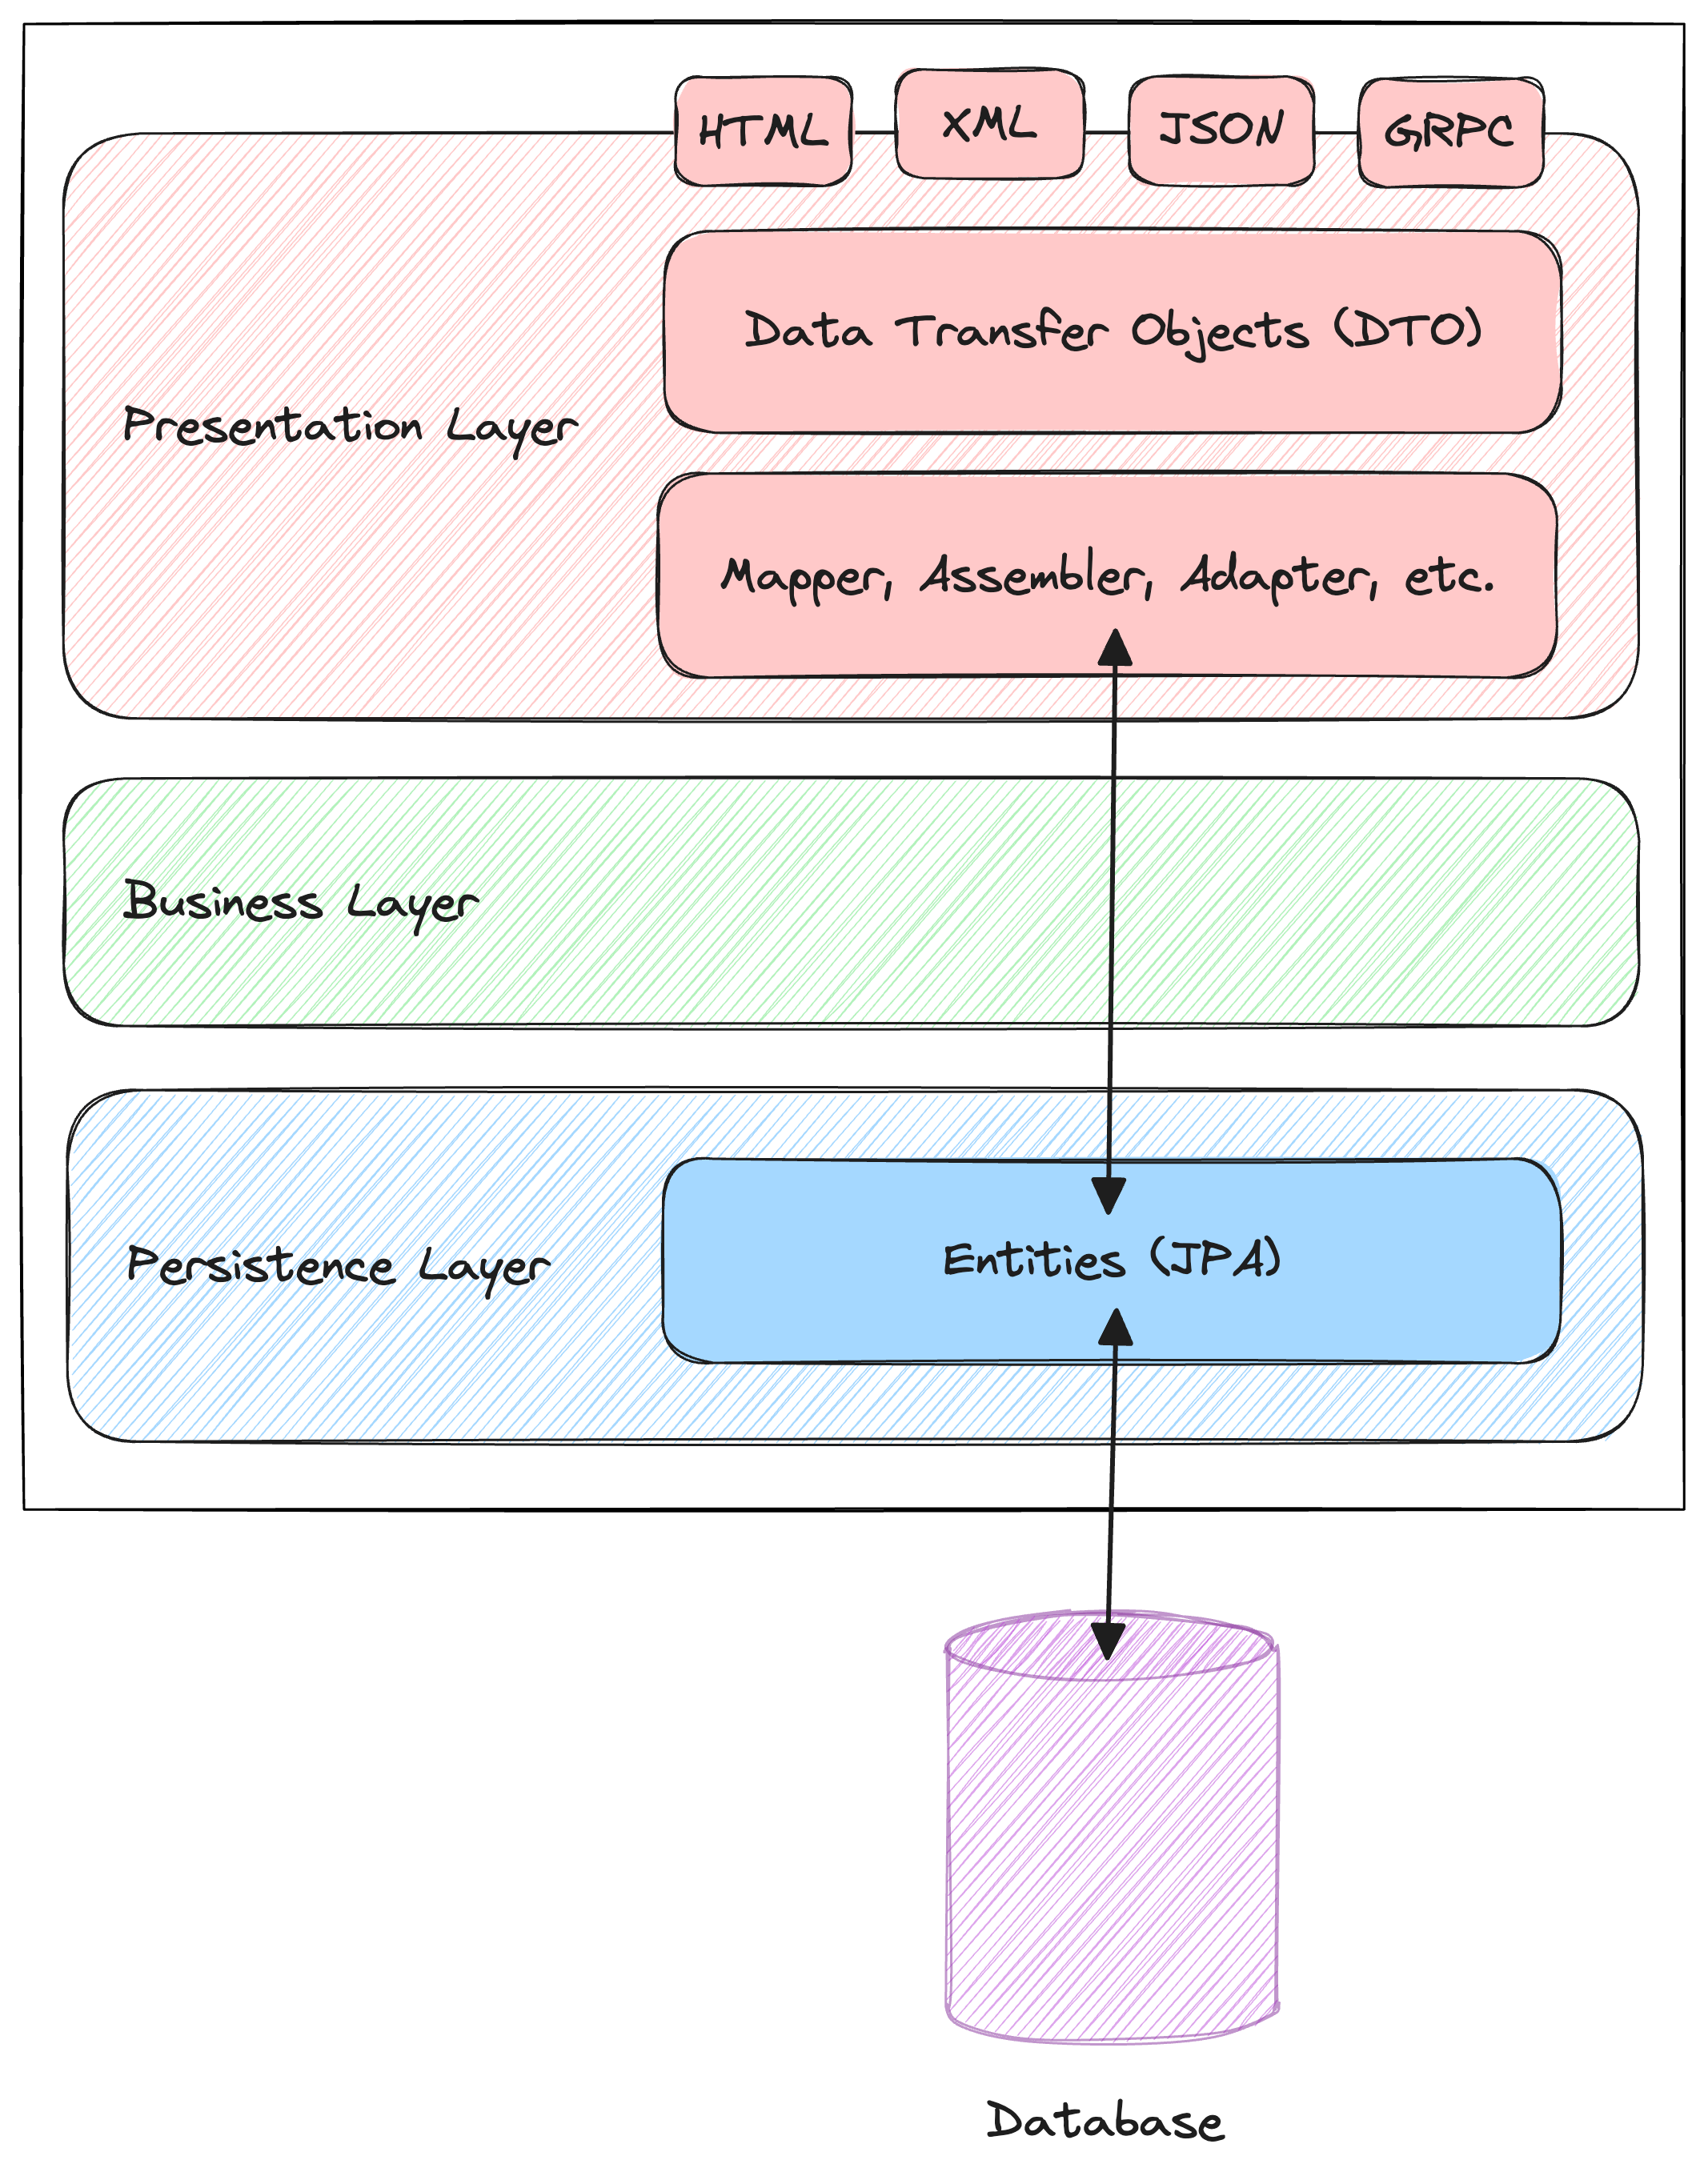 HTML
XML
JSON
GRPC
Data Transfer Objects (DTO)
Presentation Layer
Mapper, Assembler, Adapter, etc.
Business Layer
Entities (JPA)
Persistence Layer
Database